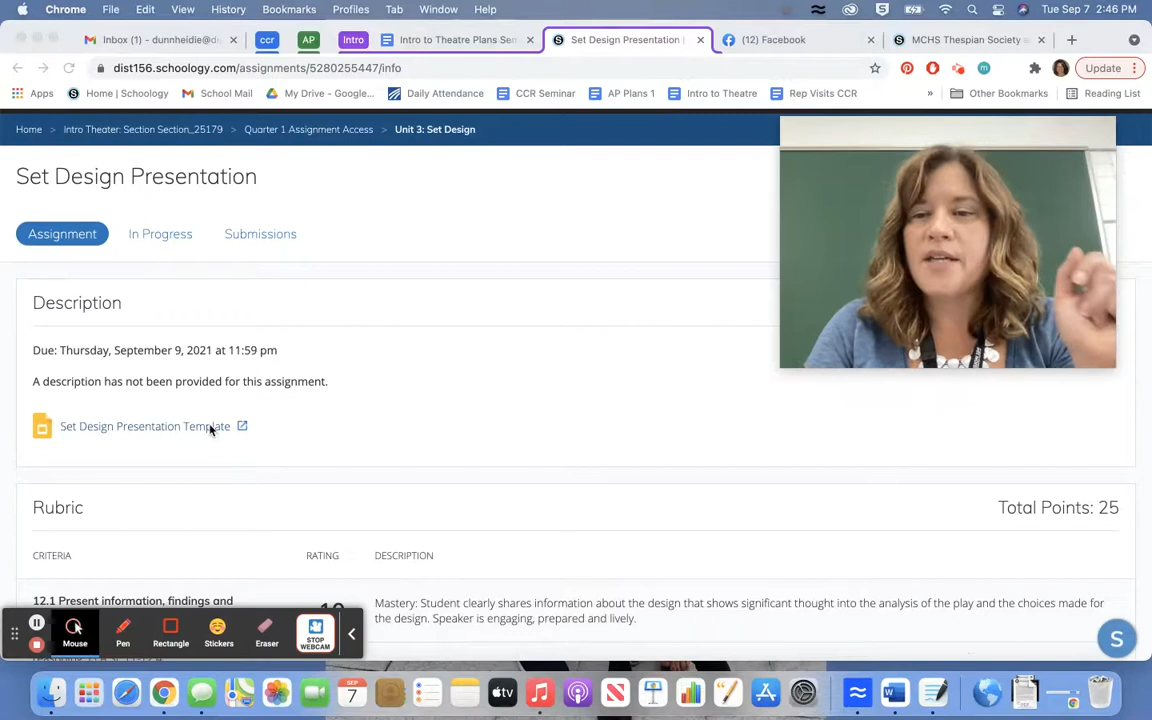 Chrome File Edit View History Bookmarks Profiles Tab Window Help Tue Sep 7 2:46 PM
Inbox (1) - dunnheidie@d ccr AP Intro Intro to Theatre Plans Sem Set Design Presentation (2) Facebook MCHS Thespian Society
dist156.schoology.com/assignments/5280255447/info Update
Apps Home | Schoology School Mail My Drive - Google... Daily Attendance CCR Seminar AP Plans 1 Intro to Theatre Rep Visits CCR » Other Bookmarks Reading List
Home > Intro Theater: Section Section_25179 > Quarter 1 Assignment Access > Unit 3: Set Design
Set Design Presentation
Assignment In Progress Submissions
Description
Due: Thursday, September 9, 2021 at 11:59 pm
A description has not been provided for this assignment.
Set Design Presentation Template
Rubric Total Points: 25
CRITERIA RATING DESCRIPTION
12.1 Present information, findings and
Mastery: Student clearly shares information about the design that shows significant thought into the analysis of the play and the choices made for
the design. Speaker is engaging, prepared and lively.
Mouse Pen Rectangle Stickers Eraser STOP WEBCAM
S
SEP
7
tv
W